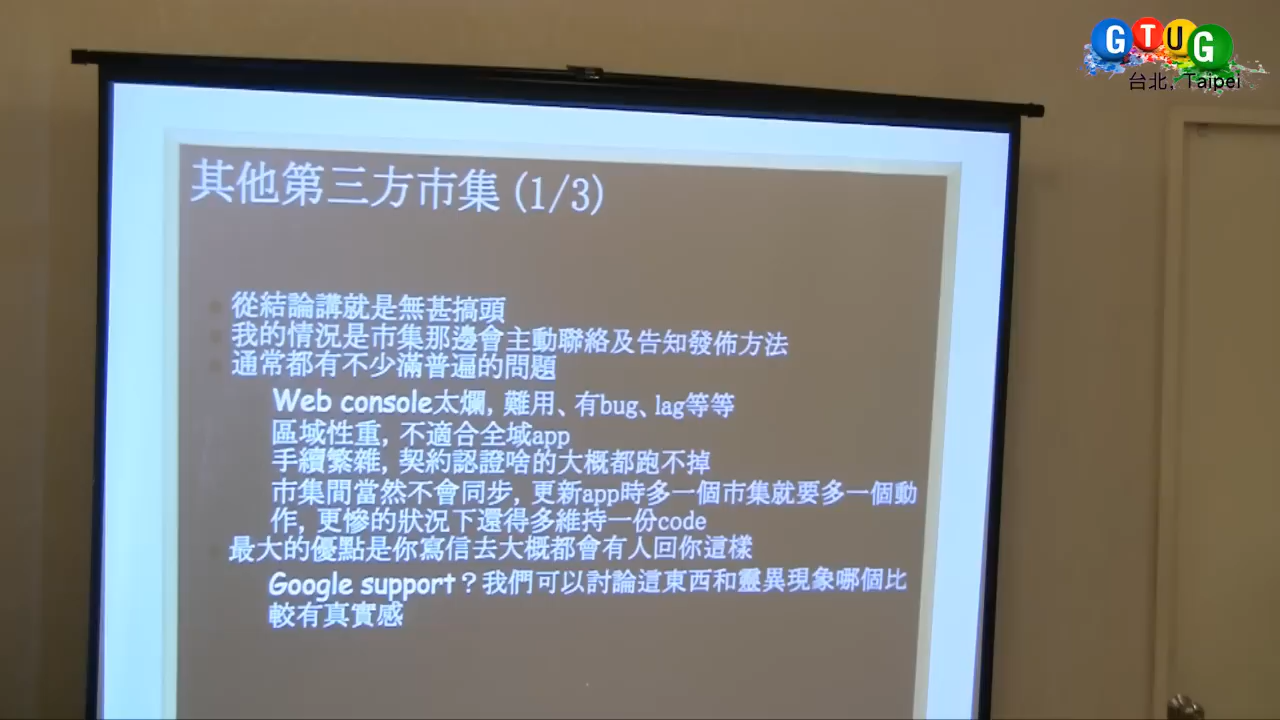 GTUG
台北, Taipei
其他第三方市集 (1/3)
從結論講就是無甚搞頭
我的情況是市集那邊會主動聯絡及告知發佈方法
通常都有不少滿普遍的問題
Web console太爛, 難用、有bug、lag等等
區域性重, 不適合全域app
手續繁雜, 契約認證啥的大概都跑不掉
市集間當然不會同步, 更新app時多一個市集就要多一個動
作, 更慘的狀況下還得多維持一份code
最大的優點是你寫信去大概都會有人回你這樣
Google support？我們可以討論這東西和靈異現象哪個比
較有真實感